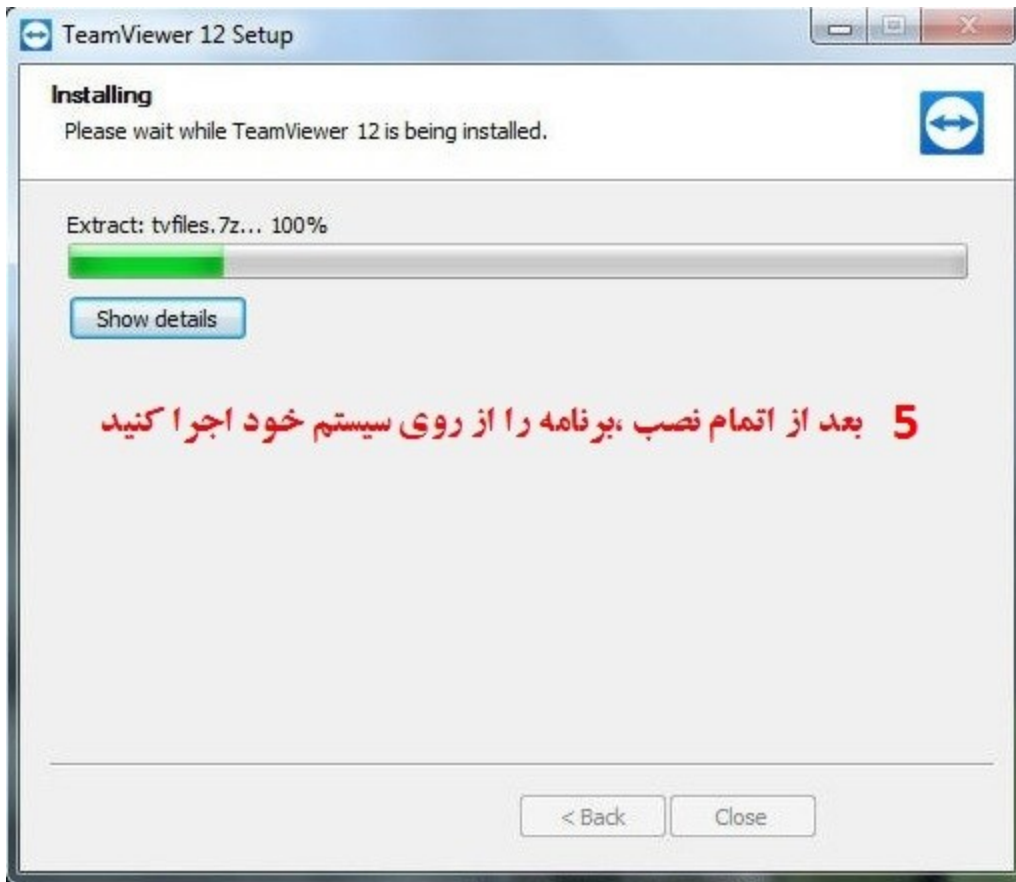 TeamViewer 12 Setup
Installing
Please wait while TeamViewer 12 is being installed.
Extract: tvfiles.7z... 100%
Show details
5 بعد از اتمام نصب ،برنامه را از روی سیستم خود اجرا کنید
< Back
Close